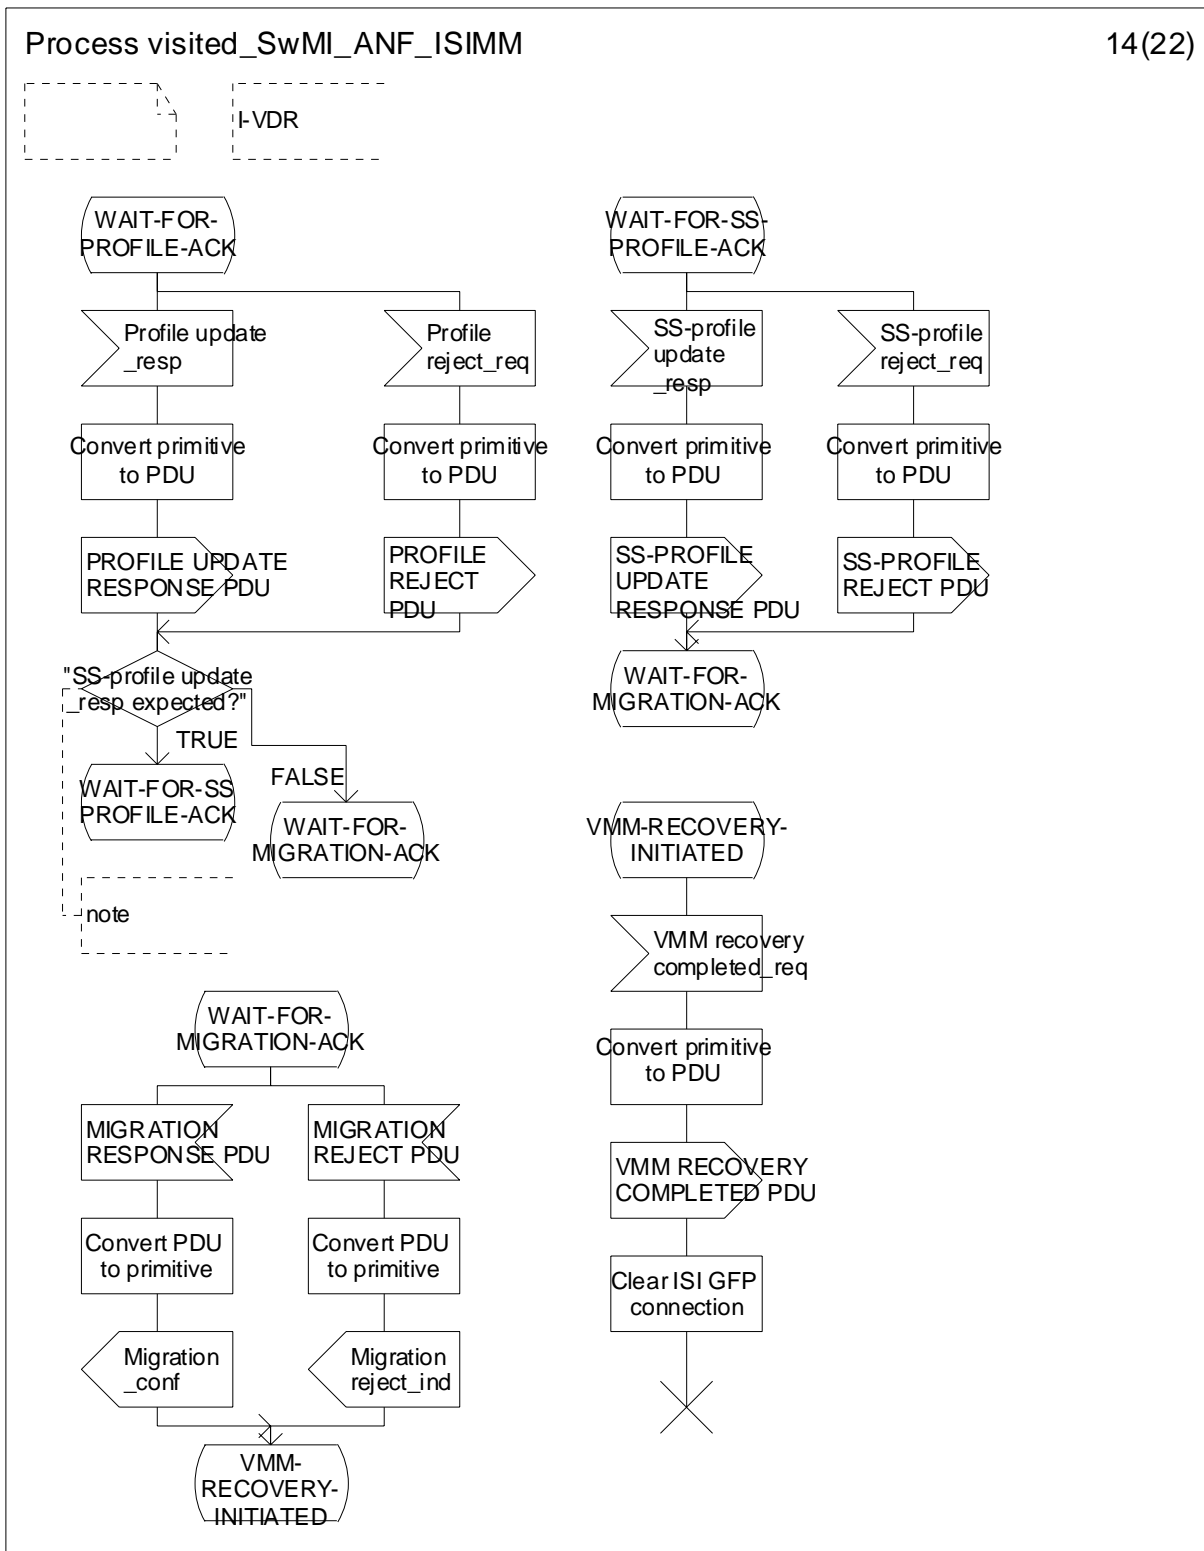 Process visited_SwMI_ANF_ISIMM
14(22)
I-VDR
WAIT-FOR-
PROFILE-ACK
Profile update
_resp
Profile
reject_req
Convert primitive
to PDU
Convert primitive
to PDU
PROFILE UPDATE
RESPONSE PDU
PROFILE
REJECT
PDU
"SS-profile update
_resp expected?"
TRUE
FALSE
WAIT-FOR-SS
PROFILE-ACK
WAIT-FOR-
MIGRATION-ACK
note
WAIT-FOR-SS-
PROFILE-ACK
SS-profile
update
_resp
SS-profile
reject_req
Convert primitive
to PDU
Convert primitive
to PDU
SS-PROFILE
UPDATE
RESPONSE PDU
SS-PROFILE
REJECT PDU
WAIT-FOR-
MIGRATION-ACK
WAIT-FOR-
MIGRATION-ACK
MIGRATION
RESPONSE PDU
MIGRATION
REJECT PDU
Convert PDU
to primitive
Convert PDU
to primitive
Migration
_conf
Migration
reject_ind
VMM-
RECOVERY-
INITIATED
VMM-RECOVERY-
INITIATED
VMM recovery
completed_req
Convert primitive
to PDU
VMM RECOVERY
COMPLETED PDU
Clear ISI GFP
connection